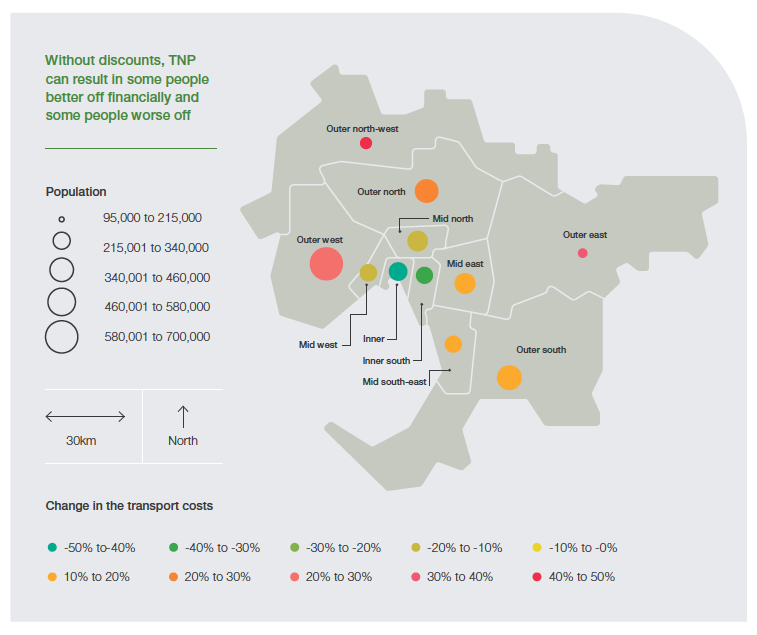 Without discounts, TNP
can result in some people
better off financially and
some people worse off
Population
95,000 to 215,000
215,001 to 340,000
340,001 to 460,000
460,001 to 580,000
580,001 to 700,000
30km
North
Outer north-west
Outer north
Mid north
Outer west
Mid east
Outer east
Mid west
Inner
Inner south
Mid south-east
Outer south
Change in the transport costs
-50% to-40%
-40% to -30%
-30% to -20%
-20% to -10%
-10% to -0%
10% to 20%
20% to 30%
20% to 30%
30% to 40%
40% to 50%